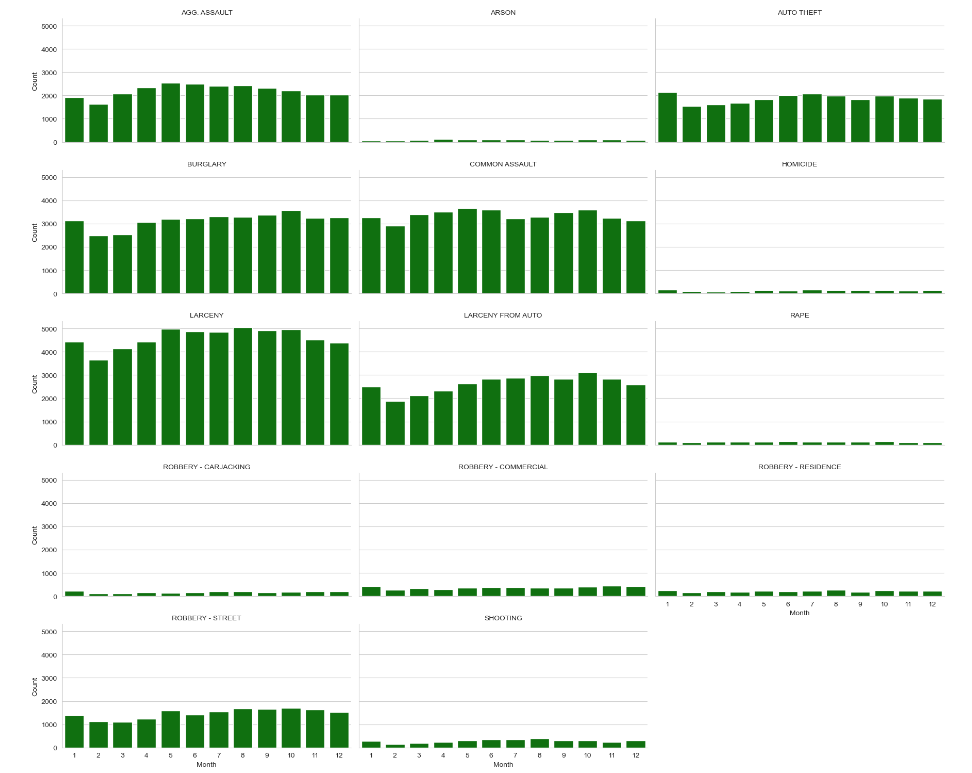 AGG. ASSAULT
ARSON
AUTO THEFT
5000
4000
3000
2000
1000
0
Count
BURGLARY
COMMON ASSAULT
HOMICIDE
5000
4000
3000
2000
1000
0
Count
LARCENY
LARCENY FROM AUTO
RAPE
5000
4000
3000
2000
1000
0
Count
ROBBERY - CARJACKING
ROBBERY - COMMERCIAL
ROBBERY - RESIDENCE
5000
4000
3000
2000
1000
0
Count
1 2 3 4 5 6 7 8 9 10 11 12
Month
ROBBERY - STREET
SHOOTING
5000
4000
3000
2000
1000
0
Count
1 2 3 4 5 6 7 8 9 10 11 12
Month
1 2 3 4 5 6 7 8 9 10 11 12
Month